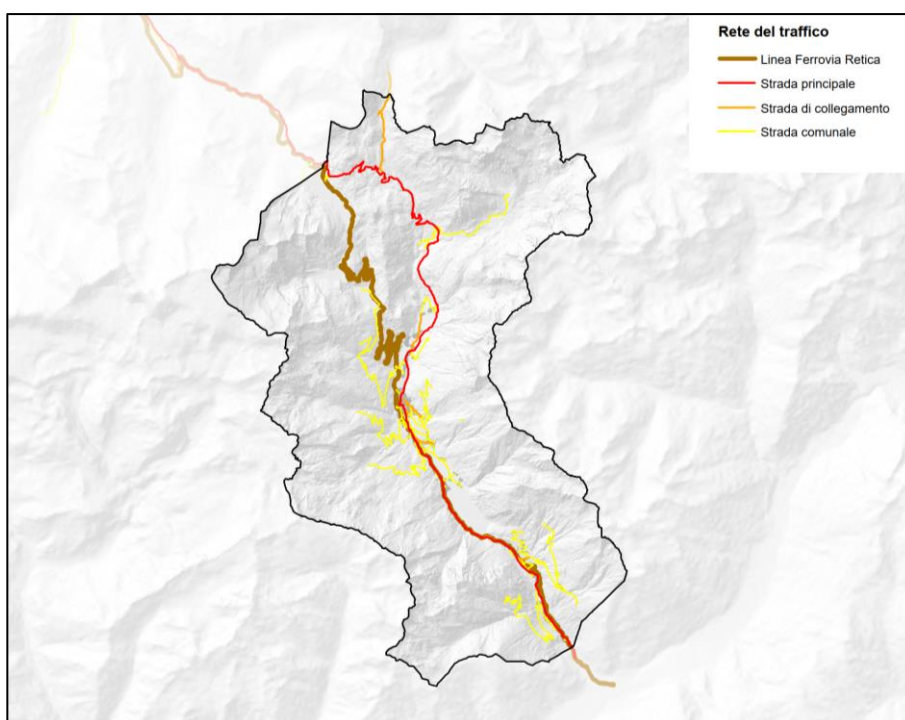 Rete del traffico
Linea Ferrovia Retica
Strada principale
Strada di collegamento
Strada comunale